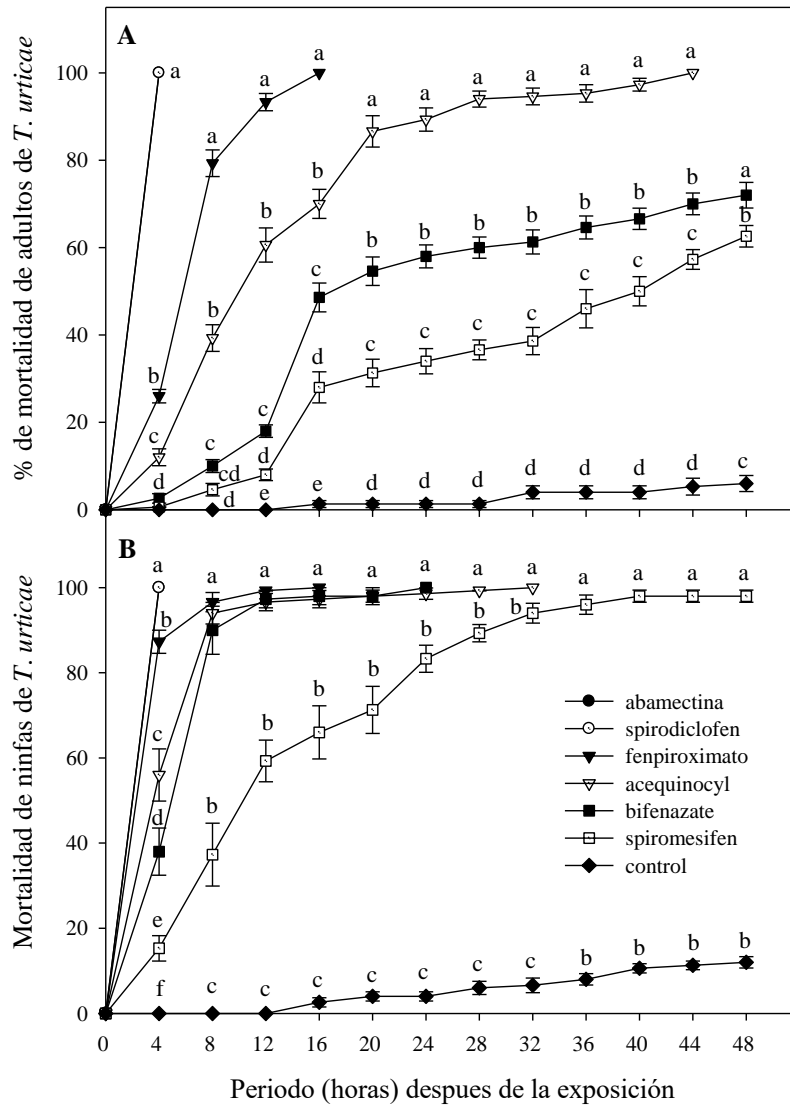 A
% de mortalidad de adultos de T. urticae
100
80
60
40
20
0
a
a
a
a
a
a
a
a
a
a
a
a
b
b
b
b
b
b
b
b
b
b
b
b
a
c
c
c
c
c
c
c
c
c
c
c
b
d
cd
d
d
d
e
e
d
d
d
d
d
d
d
c
B
Mortalidad de ninfas de T. urticae
100
80
60
40
20
0
a
a
a
a
a
a
a
a
a
a
a
a
b
c
d
e
f
b
b
b
b
b
b
b
c
c
c
c
c
c
c
b
b
b
b
abamectina
spirodiclofen
fenpiroximato
acequinocyl
bifenazate
spiromesifen
control
0 4 8 12 16 20 24 28 32 36 40 44 48
Periodo (horas) despues de la exposición